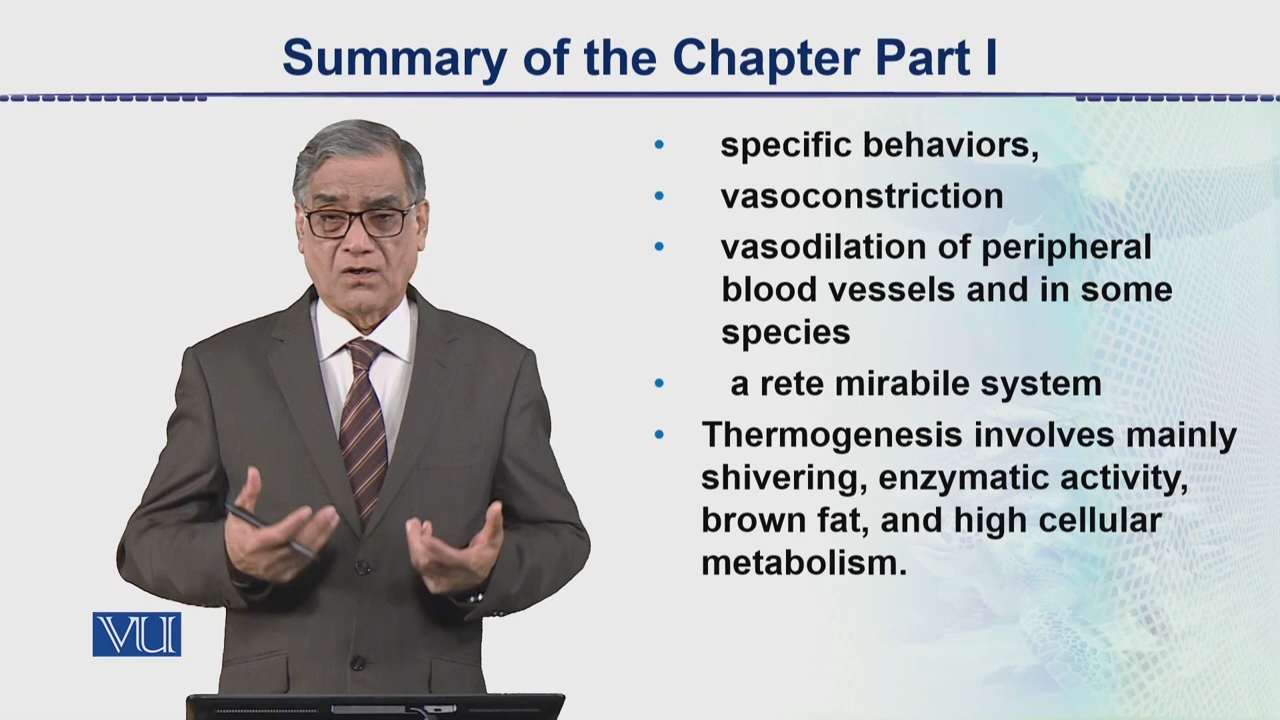 Summary of the Chapter Part I
• specific behaviors,
• vasoconstriction
• vasodilation of peripheral
blood vessels and in some
species
• a rete mirabile system
• Thermogenesis involves mainly
shivering, enzymatic activity,
brown fat, and high cellular
metabolism.
VU